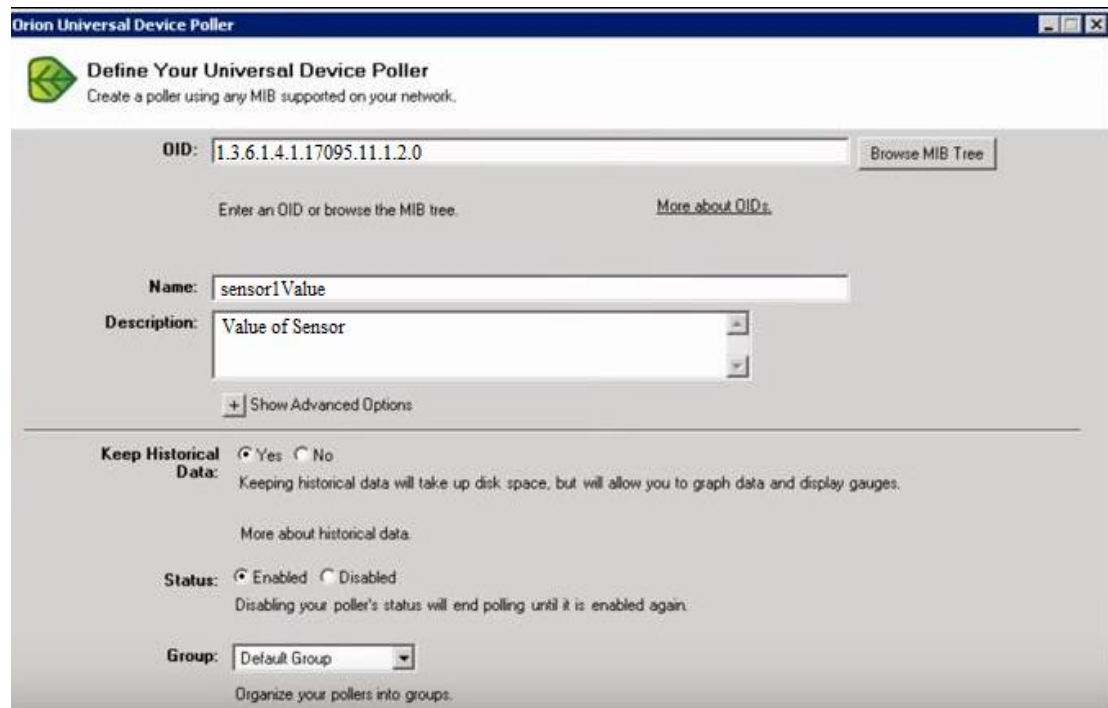 Orion Universal Device Poller
Define Your Universal Device Poller
Create a poller using any MIB supported on your network.
OID: 1.3.6.1.4.1.17095.11.1.2.0 Browse MIB Tree
Enter an OID or browse the MIB tree. More about OIDs.
Name: sensor1Value
Description: Value of Sensor
+ Show Advanced Options
Keep Historical Data: Yes No
Keeping historical data will take up disk space, but will allow you to graph data and display gauges.
More about historical data.
Status: Enabled Disabled
Disabling your poller's status will end polling until it is enabled again.
Group: Default Group
Organize your pollers into groups.